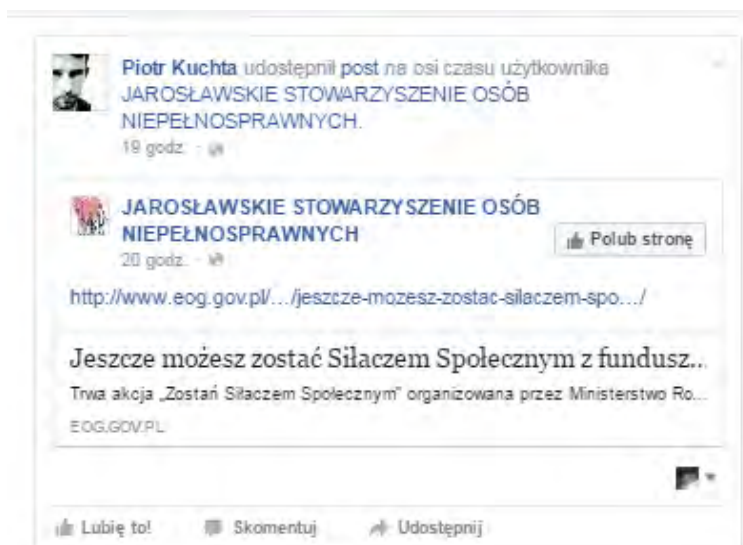 Piotr Kuchta udostępnił post na osi czasu użytkownika
JAROSŁAWSKIE STOWARZYSZENIE OSÓB
NIEPEŁNOSPRAWNYCH.
19 godz.
JAROSŁAWSKIE STOWARZYSZENIE OSÓB
NIEPEŁNOSPRAWNYCH
Polub stronę
20 godz.
http://www.eog.gov.pl/…/jeszcze-mozesz-zostac-silaczem-spo…/
Jeszcze możesz zostać Siłaczem Społecznym z fundusz...
Trwa akcja „Zostań Siłaczem Społecznym” organizowana przez Ministerstwo Ro...
EOG.GOV.PL
Lubię to! Skomentuj Udostępnij